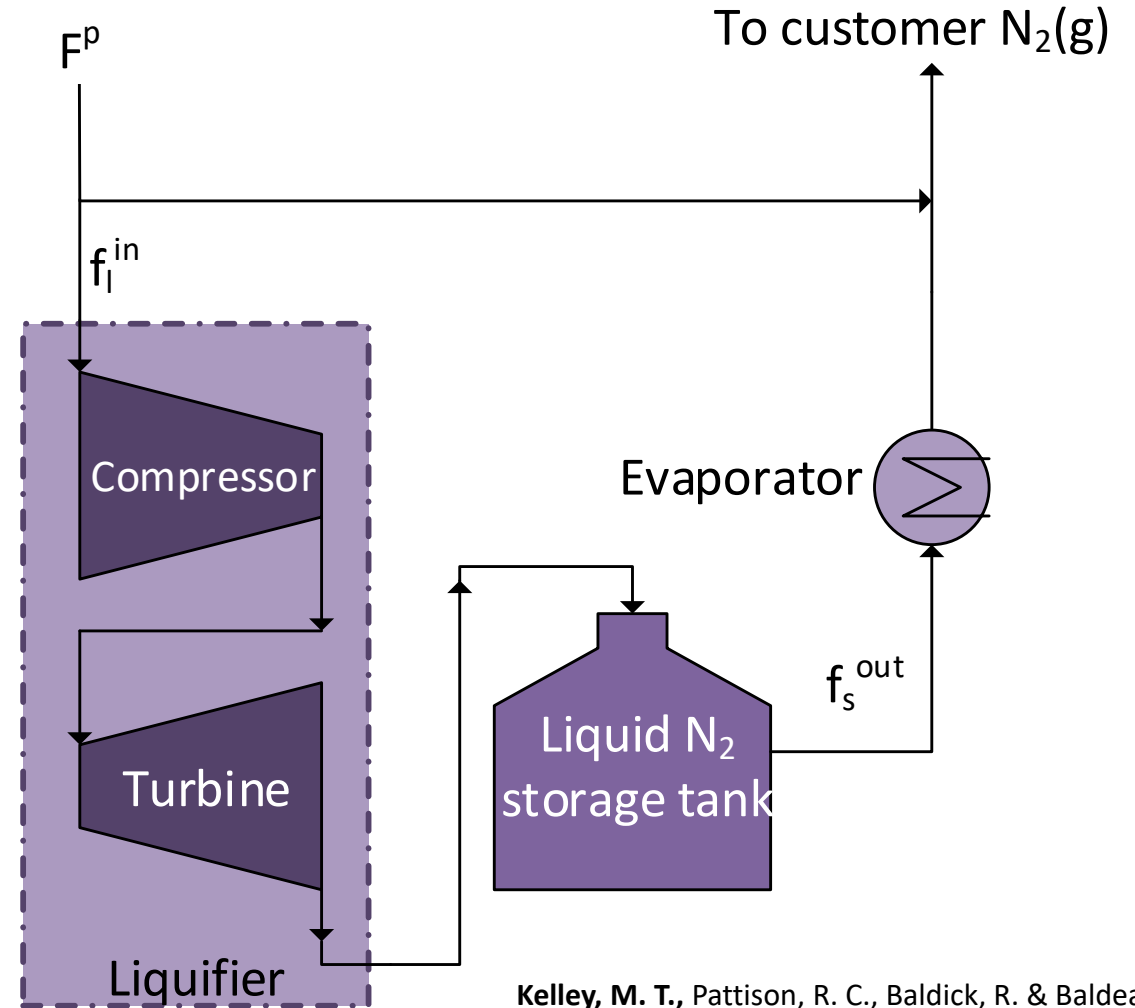 F^p
To customer N₂(g)
f_l^in
Compressor
Evaporator
f_s^out
Liquid N₂
storage tank
Turbine
Liquifier
Kelley, M. T., Pattison, R. C., Baldick, R. & Baldea